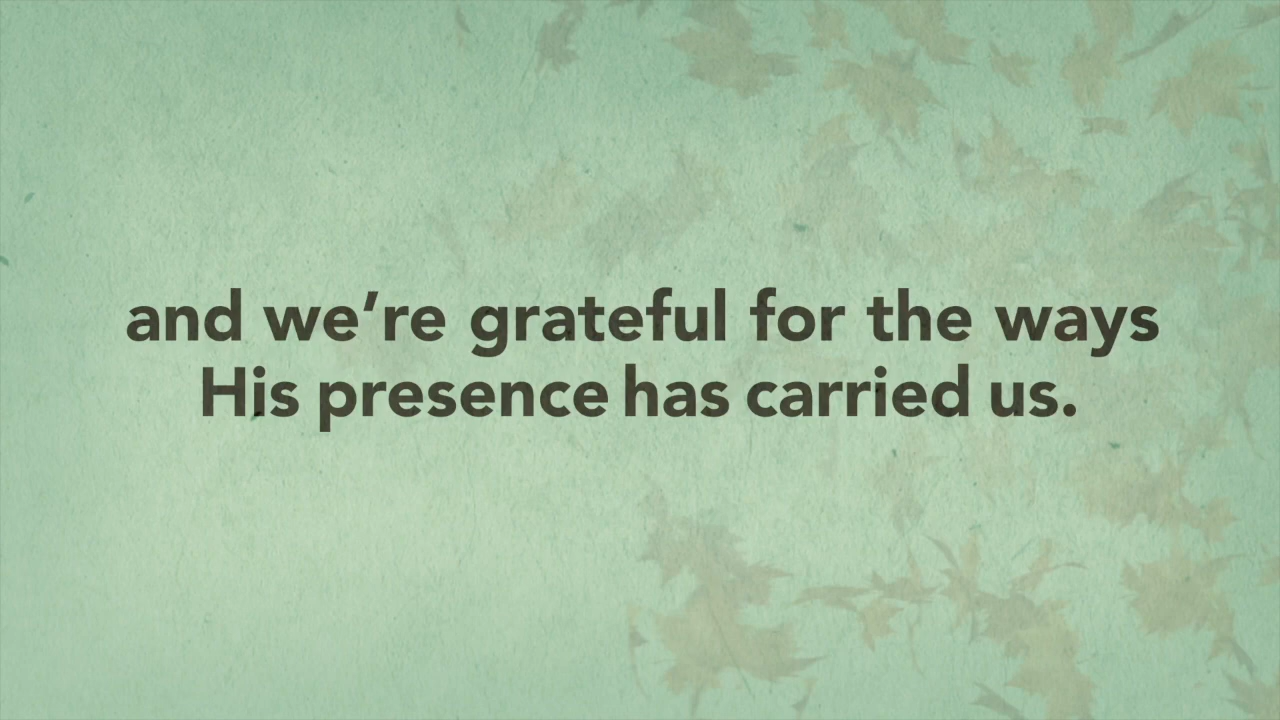 and we’re grateful for the ways
His presence has carried us.